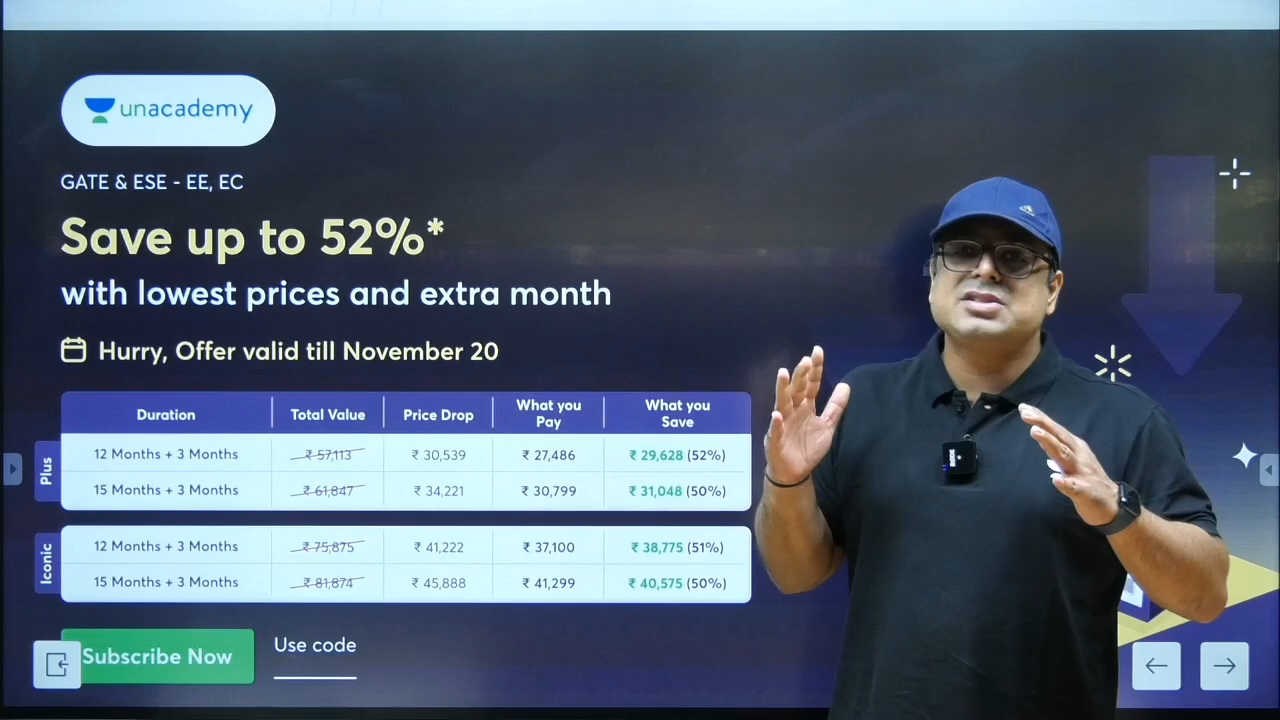 unacademy
GATE & ESE - EE, EC
Save up to 52%*
with lowest prices and extra month
Hurry, Offer valid till November 20
Duration Total Value Price Drop What you Pay What you Save
Plus
12 Months + 3 Months ₹ 57,113 ₹ 30,539 ₹ 27,486 ₹ 29,628 (52%)
15 Months + 3 Months ₹ 61,847 ₹ 34,221 ₹ 30,799 ₹ 31,048 (50%)
Iconic
12 Months + 3 Months ₹ 75,875 ₹ 41,222 ₹ 37,100 ₹ 38,775 (51%)
15 Months + 3 Months ₹ 81,874 ₹ 45,888 ₹ 41,299 ₹ 40,575 (50%)
Subscribe Now
Use code